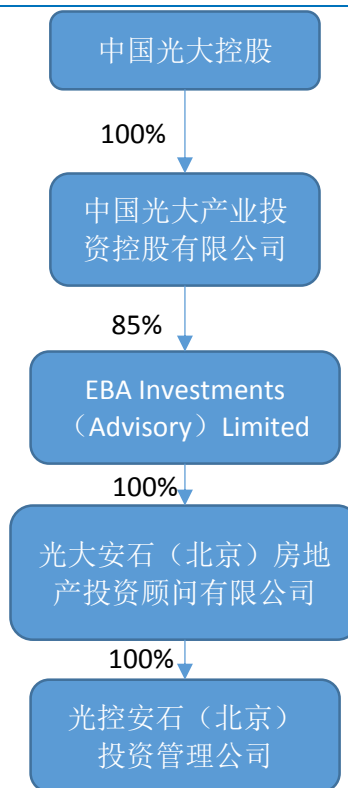 中国光大控股
100%
中国光大产业投
资控股有限公司
85%
EBA Investments
（Advisory）Limited
100%
光大安石（北京）房地
产投资顾问有限公司
100%
光控安石（北京）
投资管理公司